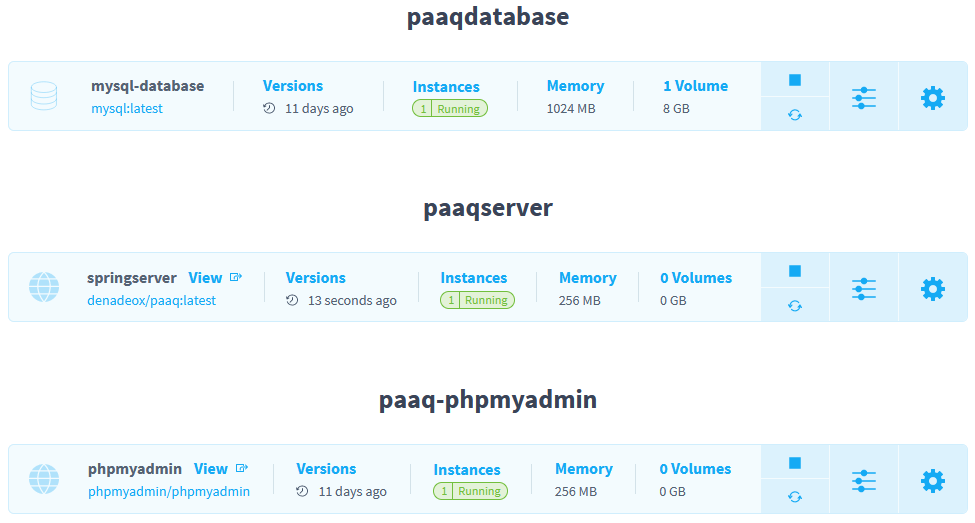 paaqdatabase
mysql-database Versions Instances Memory 1 Volume
mysql:latest 11 days ago 1 Running 1024 MB 8 GB
paaqserver
springserver View Versions Instances Memory 0 Volumes
denadeox/paaq:latest 13 seconds ago 1 Running 256 MB 0 GB
paaq-phpmyadmin
phpmyadmin View Versions Instances Memory 0 Volumes
phpmyadmin/phpmyadmin 11 days ago 1 Running 256 MB 0 GB